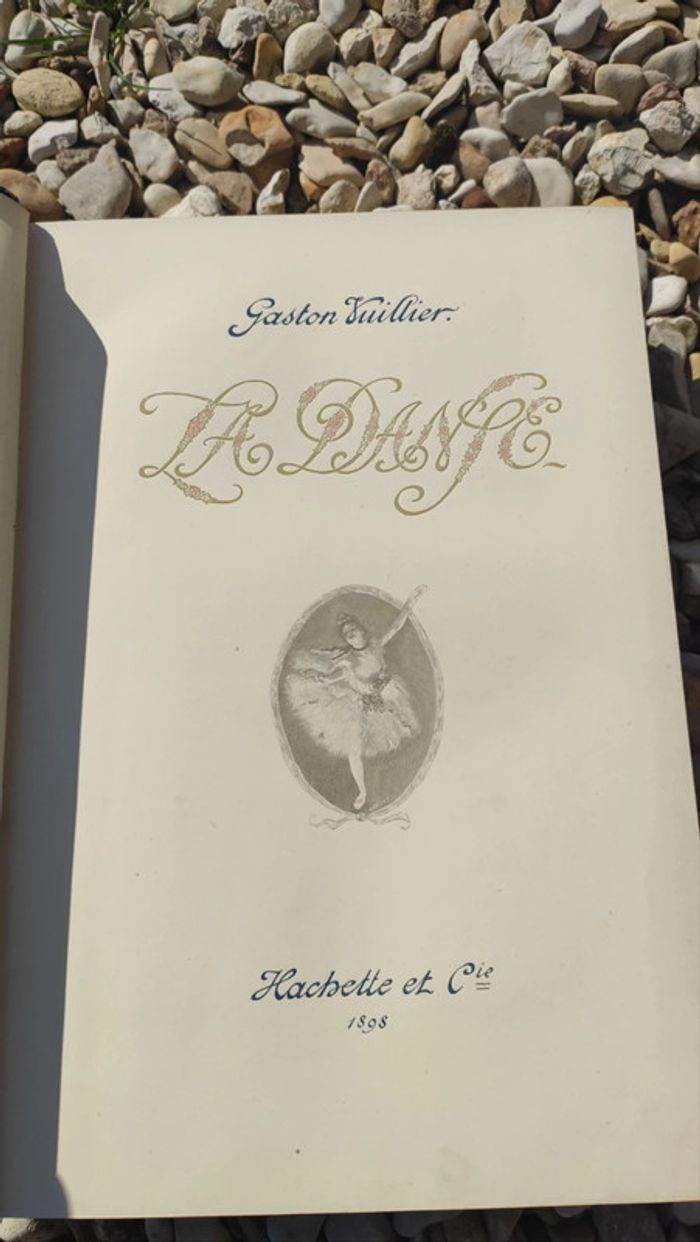 Gaston Vuillier.
LA DANSE
Hachette et Cie
1898